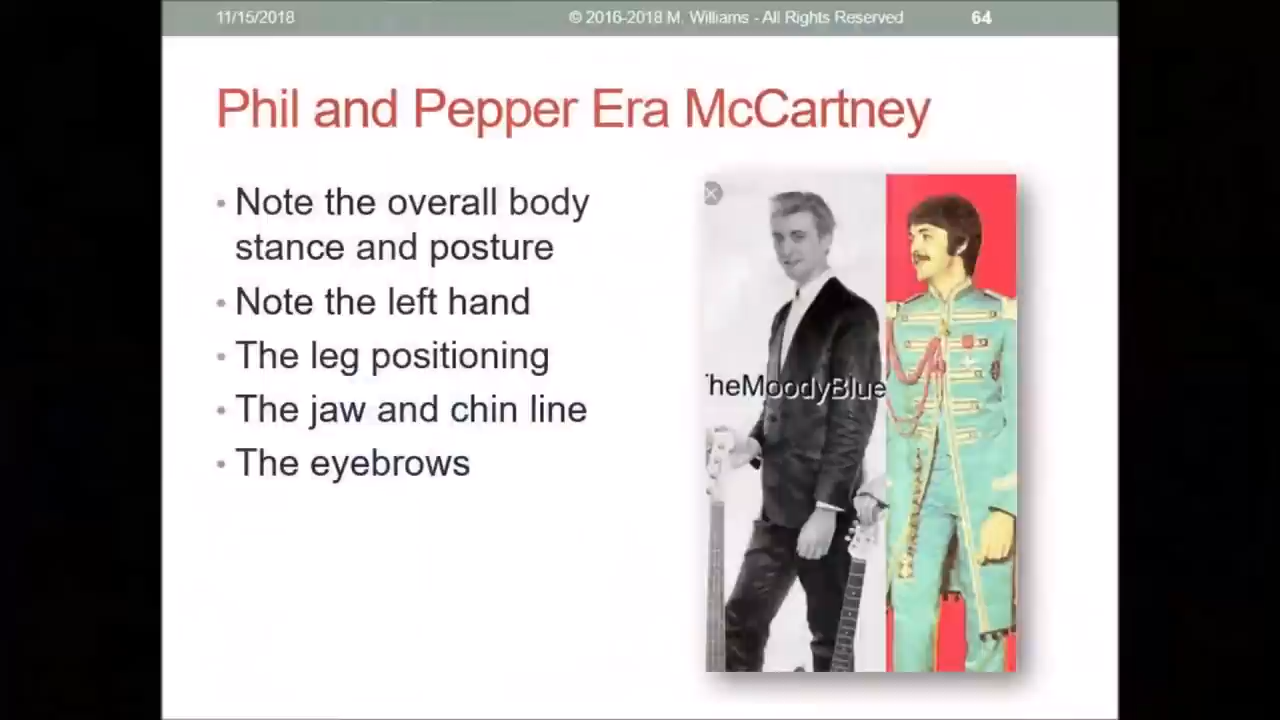 11/15/2018
© 2016-2018 M. Williams - All Rights Reserved
64
Phil and Pepper Era McCartney
• Note the overall body
stance and posture
• Note the left hand
• The leg positioning
• The jaw and chin line
• The eyebrows
heMoodyBlue